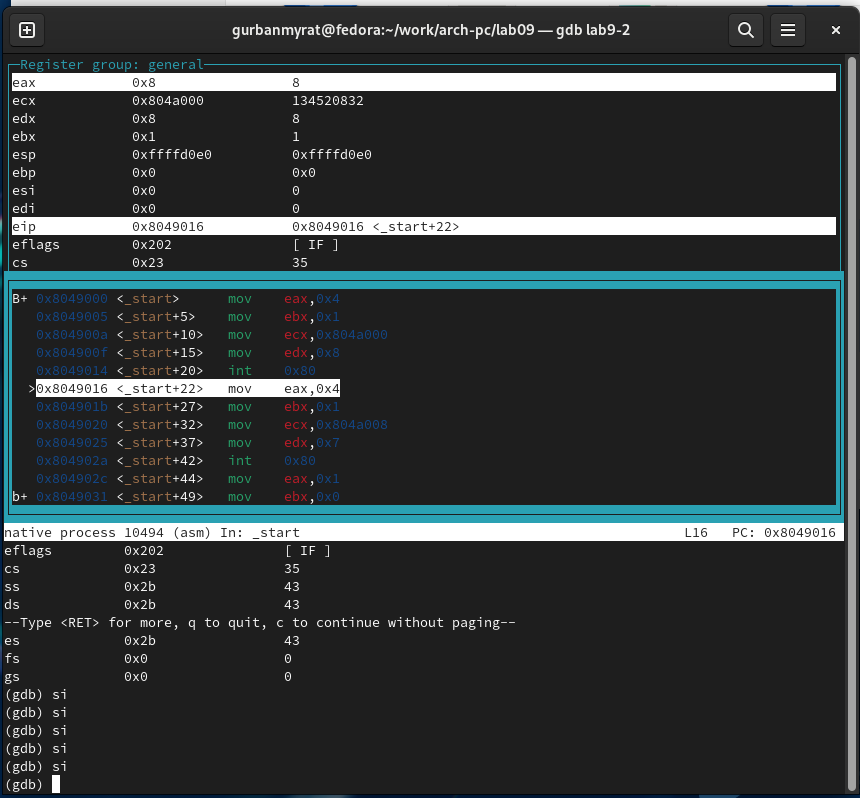 gurbanmyrat@fedora:~/work/arch-pc/lab09 — gdb lab9-2
Register group: general
eax 0x8 8
ecx 0x804a000 134520832
edx 0x8 8
ebx 0x1 1
esp 0xffffd0e0 0xffffd0e0
ebp 0x0 0x0
esi 0x0 0
edi 0x0 0
eip 0x8049016 0x8049016 <_start+22>
eflags 0x202 [ IF ]
cs 0x23 35
B+ 0x8049000 <_start> mov eax,0x4
0x8049005 <_start+5> mov ebx,0x1
0x804900a <_start+10> mov ecx,0x804a000
0x804900f <_start+15> mov edx,0x8
0x8049014 <_start+20> int 0x80
>0x8049016 <_start+22> mov eax,0x4
0x804901b <_start+27> mov ebx,0x1
0x8049020 <_start+32> mov ecx,0x804a008
0x8049025 <_start+37> mov edx,0x7
0x804902a <_start+42> int 0x80
0x804902c <_start+44> mov eax,0x1
b+ 0x8049031 <_start+49> mov ebx,0x0
native process 10494 (asm) In: _start L16 PC: 0x8049016
eflags 0x202 [ IF ]
cs 0x23 35
ss 0x2b 43
ds 0x2b 43
--Type <RET> for more, q to quit, c to continue without paging--
es 0x2b 43
fs 0x0 0
gs 0x0 0
(gdb) si
(gdb) si
(gdb) si
(gdb) si
(gdb) si
(gdb)